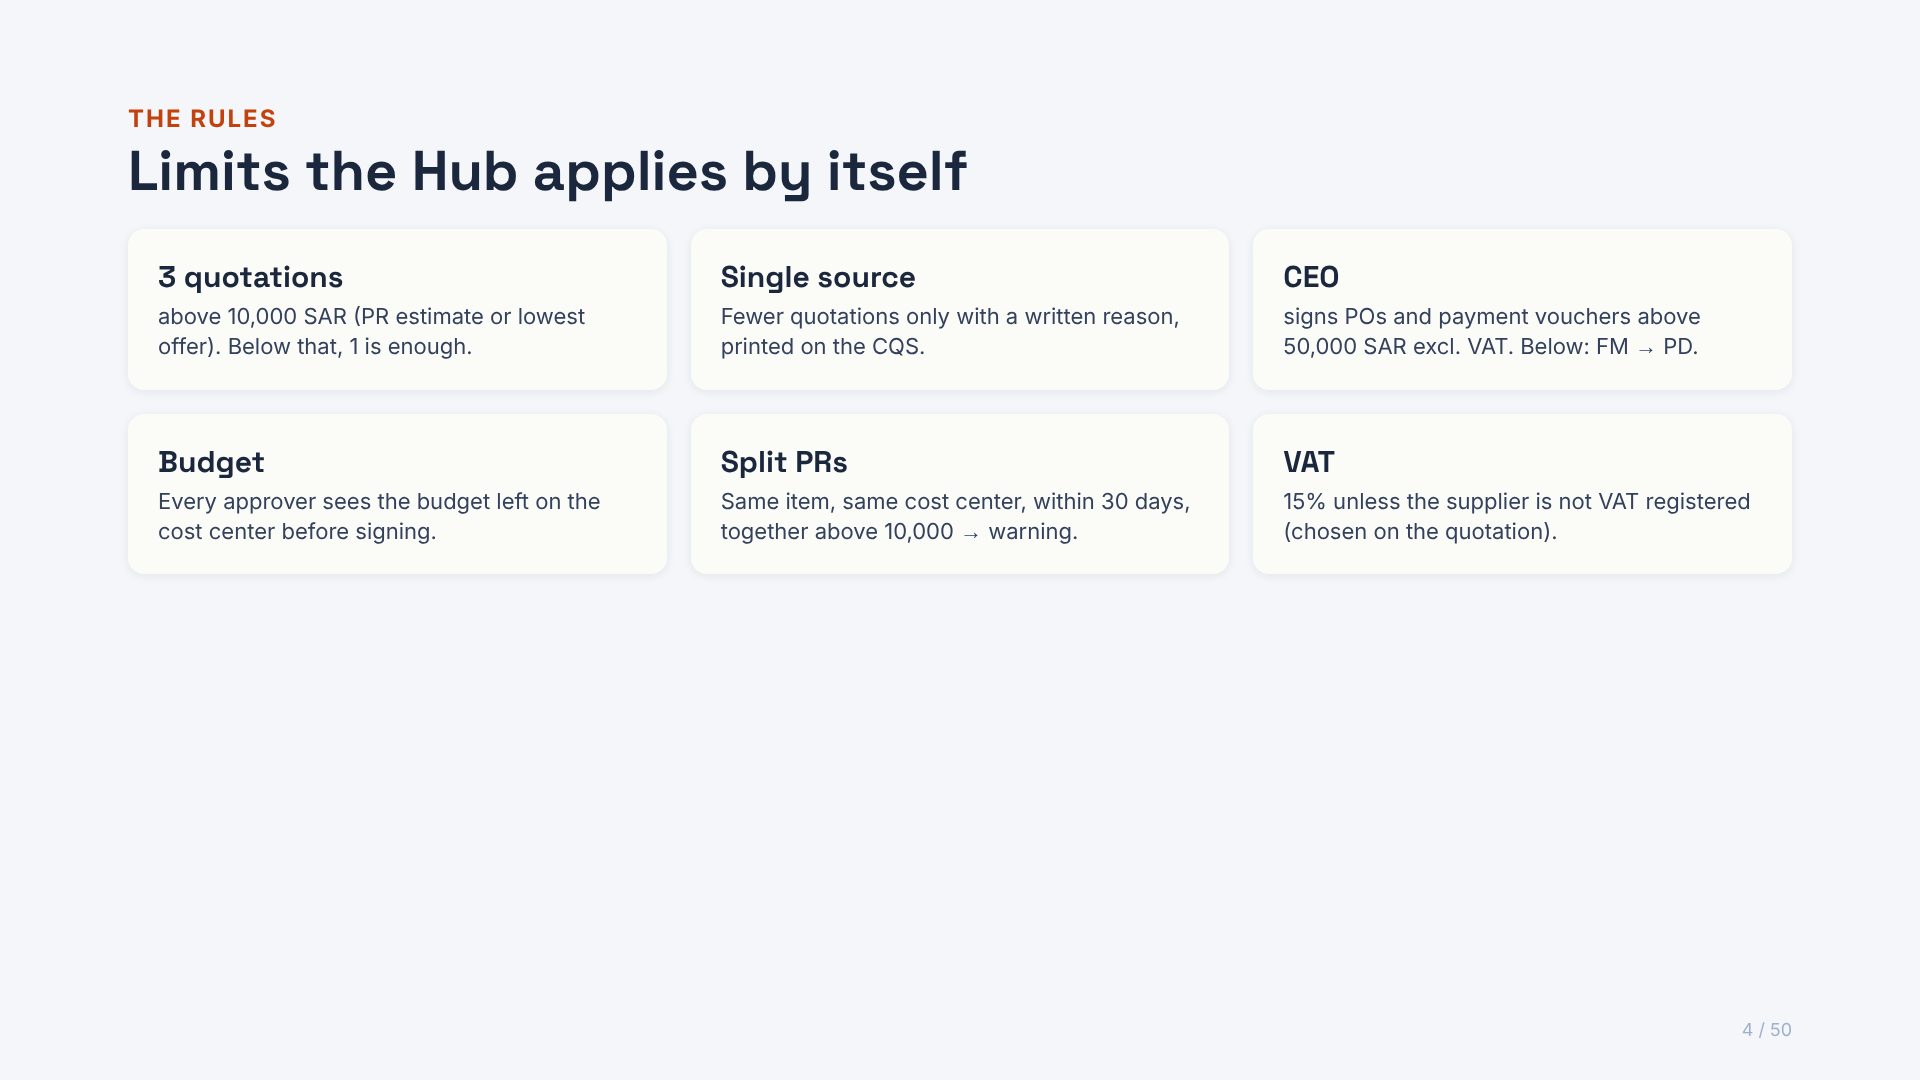 THE RULES
Limits the Hub applies by itself
3 quotations
above 10,000 SAR (PR estimate or lowest
offer). Below that, 1 is enough.
Single source
Fewer quotations only with a written reason,
printed on the CQS.
CEO
signs POs and payment vouchers above
50,000 SAR excl. VAT. Below: FM → PD.
Budget
Every approver sees the budget left on the
cost center before signing.
Split PRs
Same item, same cost center, within 30 days,
together above 10,000 → warning.
VAT
15% unless the supplier is not VAT registered
(chosen on the quotation).
4 / 50